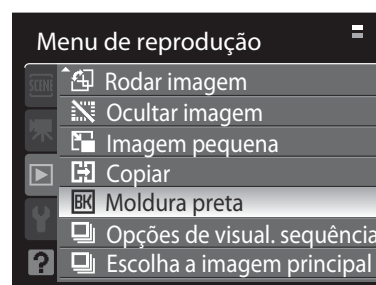 Menu de reprodução
SCENE
Rodar imagem
Ocultar imagem
Imagem pequena
Copiar
BK Moldura preta
Opções de visual. sequência
? Escolha a imagem principal